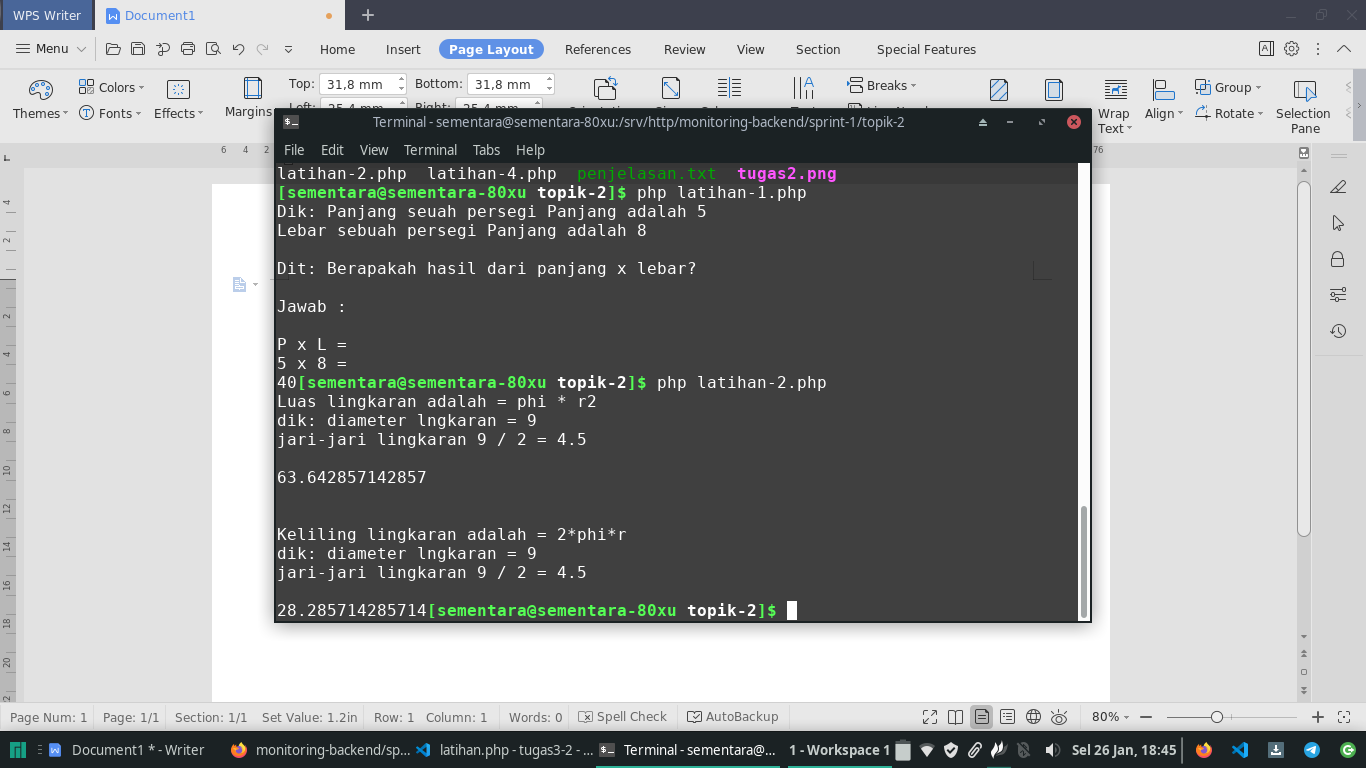 WPS Writer
Document1
Menu
Home Insert Page Layout References Review View Section Special Features
Themes
Colors
Fonts
Effects
Margins
Top: 31,8 mm Bottom: 31,8 mm
Breaks
Wrap Text
Align
Group
Rotate
Selection Pane
Terminal - sementara@sementara-80xu:/srv/http/monitoring-backend/sprint-1/topik-2
File Edit View Terminal Tabs Help
latihan-2.php latihan-4.php penjelasan.txt tugas2.png
[sementara@sementara-80xu topik-2]$ php latihan-1.php
Dik: Panjang seuah persegi Panjang adalah 5
Lebar sebuah persegi Panjang adalah 8
Dit: Berapakah hasil dari panjang x lebar?
Jawab :
P x L =
5 x 8 =
40[sementara@sementara-80xu topik-2]$ php latihan-2.php
Luas lingkaran adalah = phi * r2
dik: diameter lngkaran = 9
jari-jari lingkaran 9 / 2 = 4.5
63.642857142857
Keliling lingkaran adalah = 2*phi*r
dik: diameter lngkaran = 9
jari-jari lingkaran 9 / 2 = 4.5
28.285714285714[sementara@sementara-80xu topik-2]$
Page Num: 1 Page: 1/1 Section: 1/1 Set Value: 1.2in Row: 1 Column: 1 Words: 0 Spell Check AutoBackup 80%
Document1 * - Writer monitoring-backend/sp... latihan.php - tugas3-2 - ... Terminal - sementara@... 1 - Workspace 1 Sel 26 Jan, 18:45